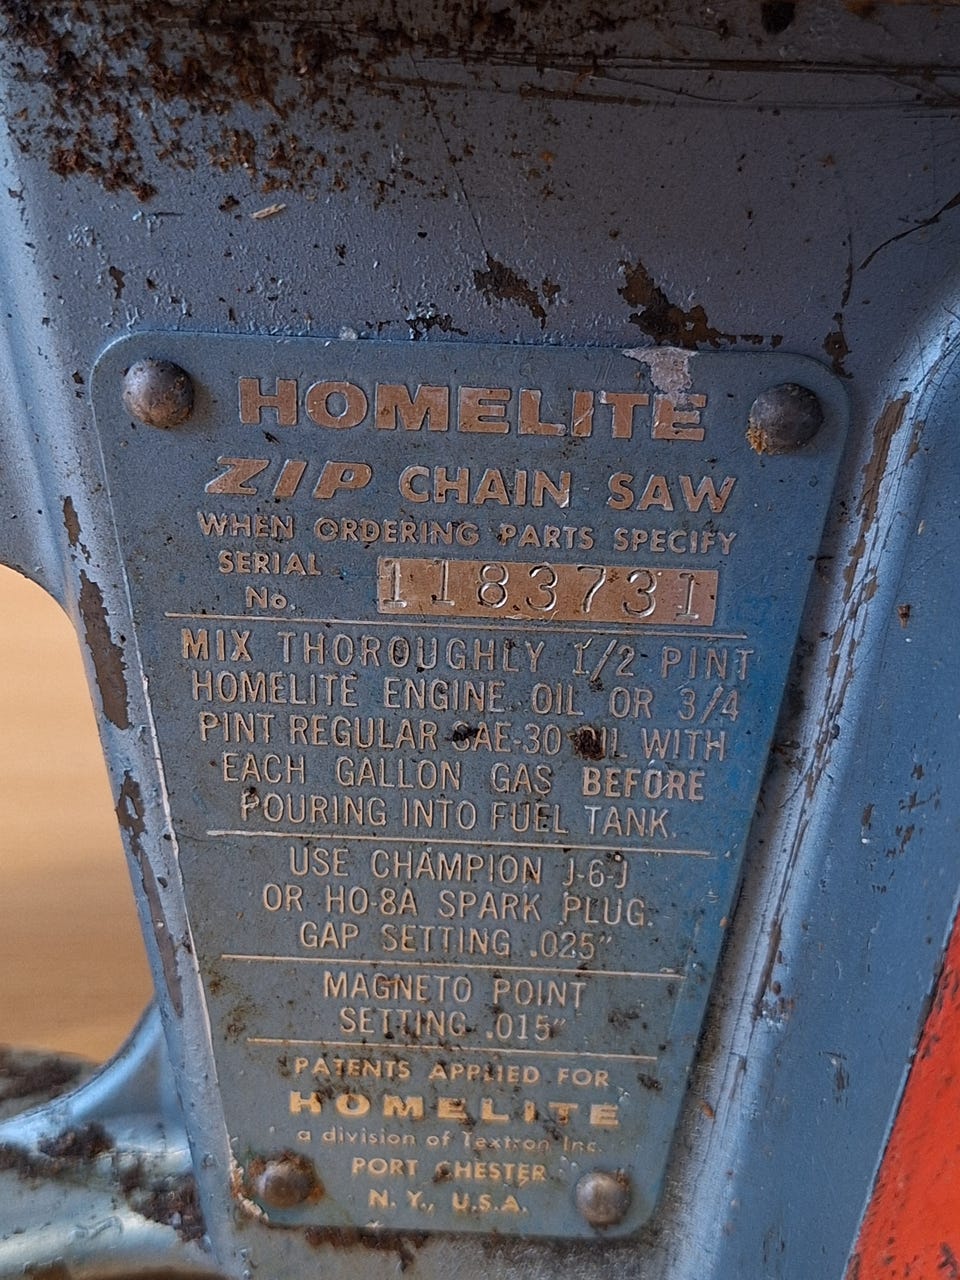 HOMELITE
ZIP CHAIN SAW
WHEN ORDERING PARTS SPECIFY
SERIAL
No. 1183731
MIX THOROUGHLY 1/2 PINT
HOMELITE ENGINE OIL OR 3/4
PINT REGULAR SAE-30 OIL WITH
EACH GALLON GAS BEFORE
POURING INTO FUEL TANK.
USE CHAMPION J-6-J
OR HO-8A SPARK PLUG.
GAP SETTING .025"
MAGNETO POINT
SETTING .015"
PATENTS APPLIED FOR
HOMELITE
a division of Textron Inc.
PORT CHESTER
N. Y., U.S.A.